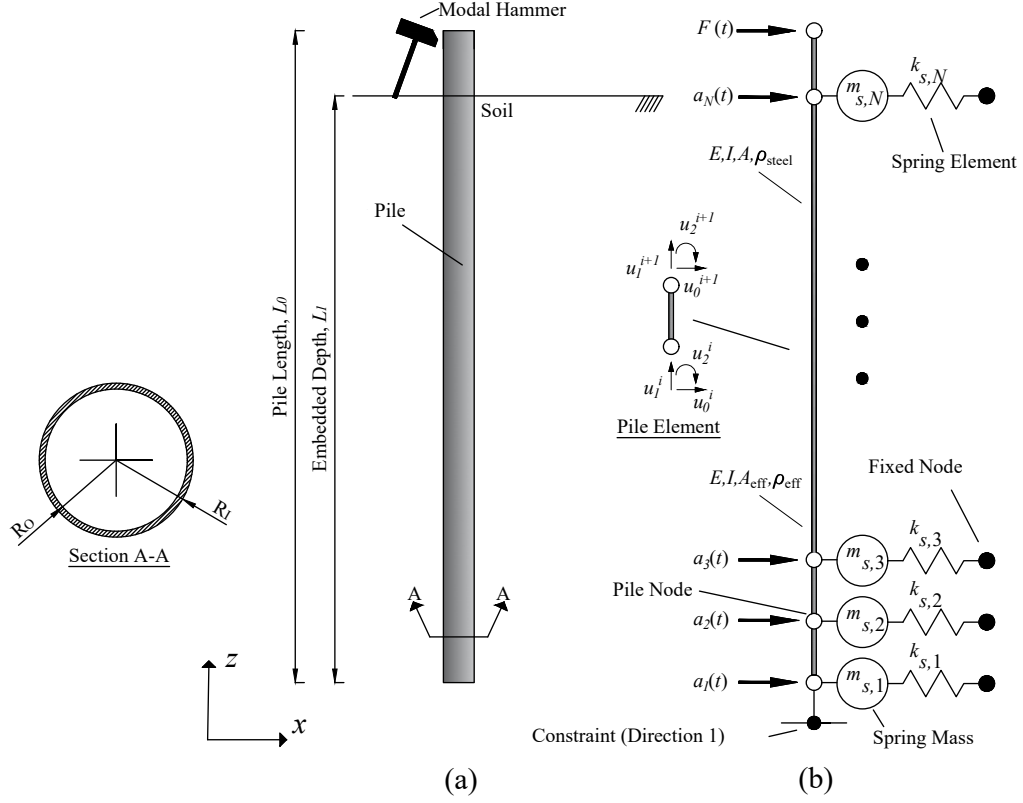 Modal Hammer
Soil
Pile
Pile Length, L0
Embedded Depth, L1
RO
RI
Section A-A
A A
z
x
(a)
F (t)
aN(t)
ms,N
ks,N
Spring Element
E,I,A,ρsteel
u2i+1
u1i+1
u0i+1
u2i
u1i
u0i
Pile Element
E,I,Aeff,ρeff
Fixed Node
a3(t)
ms,3
ks,3
Pile Node
a2(t)
ms,2
ks,2
a1(t)
ms,1
ks,1
Constraint (Direction 1)
Spring Mass
(b)